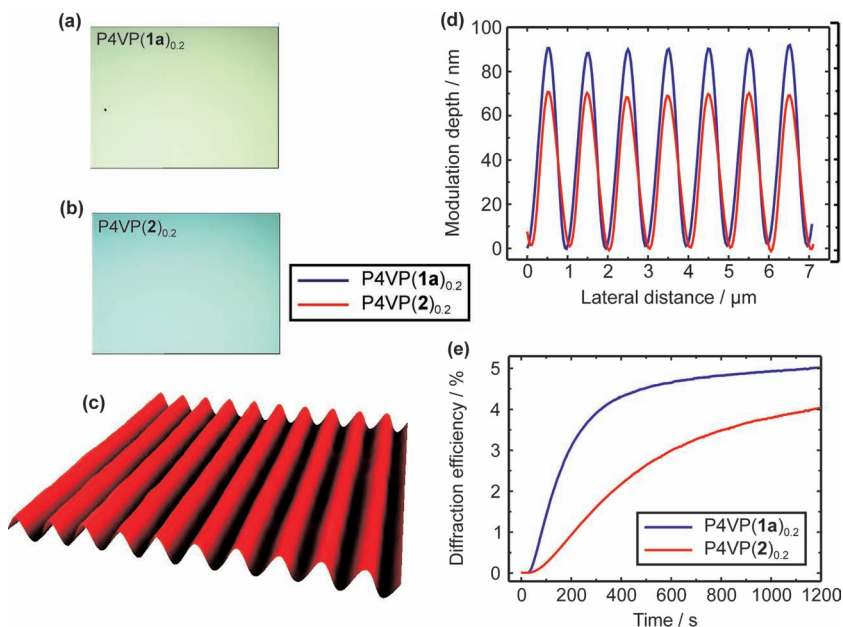 (a)
P4VP(1a)0.2
(b)
P4VP(2)0.2
P4VP(1a)0.2
P4VP(2)0.2
(c)
(d)
100
80
60
40
20
0
Modulation depth / nm
0 1 2 3 4 5 6 7
Lateral distance / µm
(e)
5
4
3
2
1
0
Diffraction efficiency / %
P4VP(1a)0.2
P4VP(2)0.2
0 200 400 600 800 1000 1200
Time / s